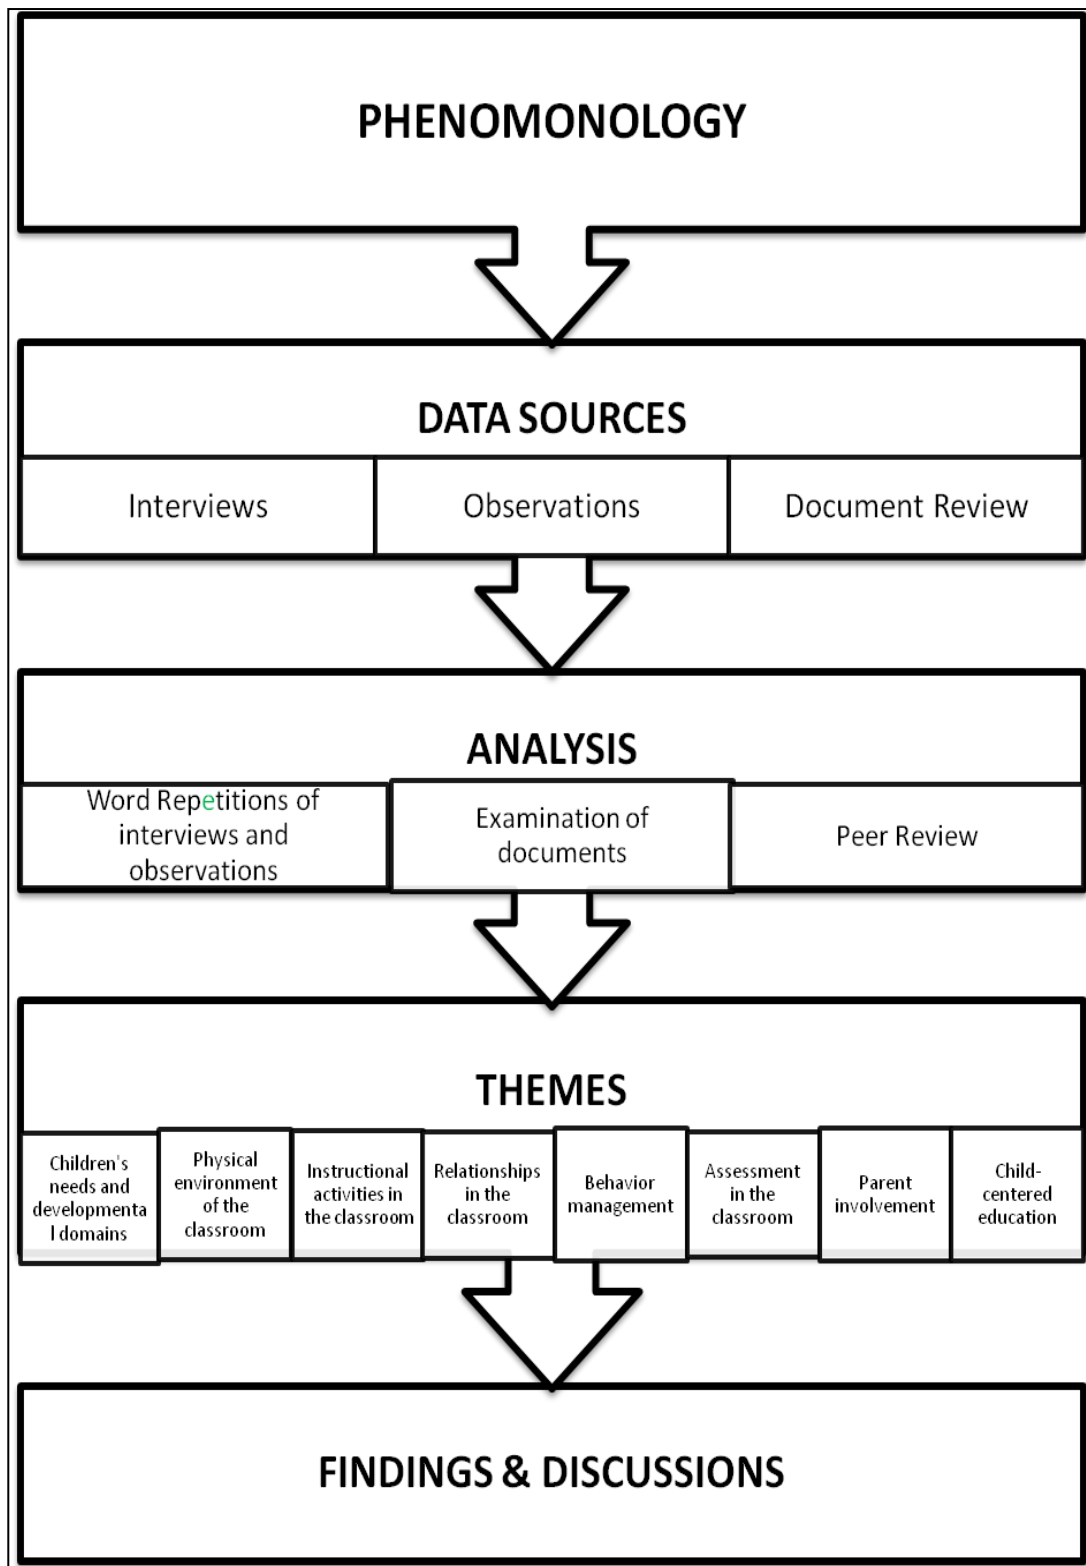 PHENOMONOLOGY
DATA SOURCES
Interviews
Observations
Document Review
ANALYSIS
Word Repetitions of
interviews and
observations
Examination of
documents
Peer Review
THEMES
Children's
needs and
developmenta
l domains
Physical
environment
of the
classroom
Instructional
activities in
the classroom
Relationships
in the
classroom
Behavior
management
Assessment
in the
classroom
Parent
involvement
Child-
centered
education
FINDINGS & DISCUSSIONS